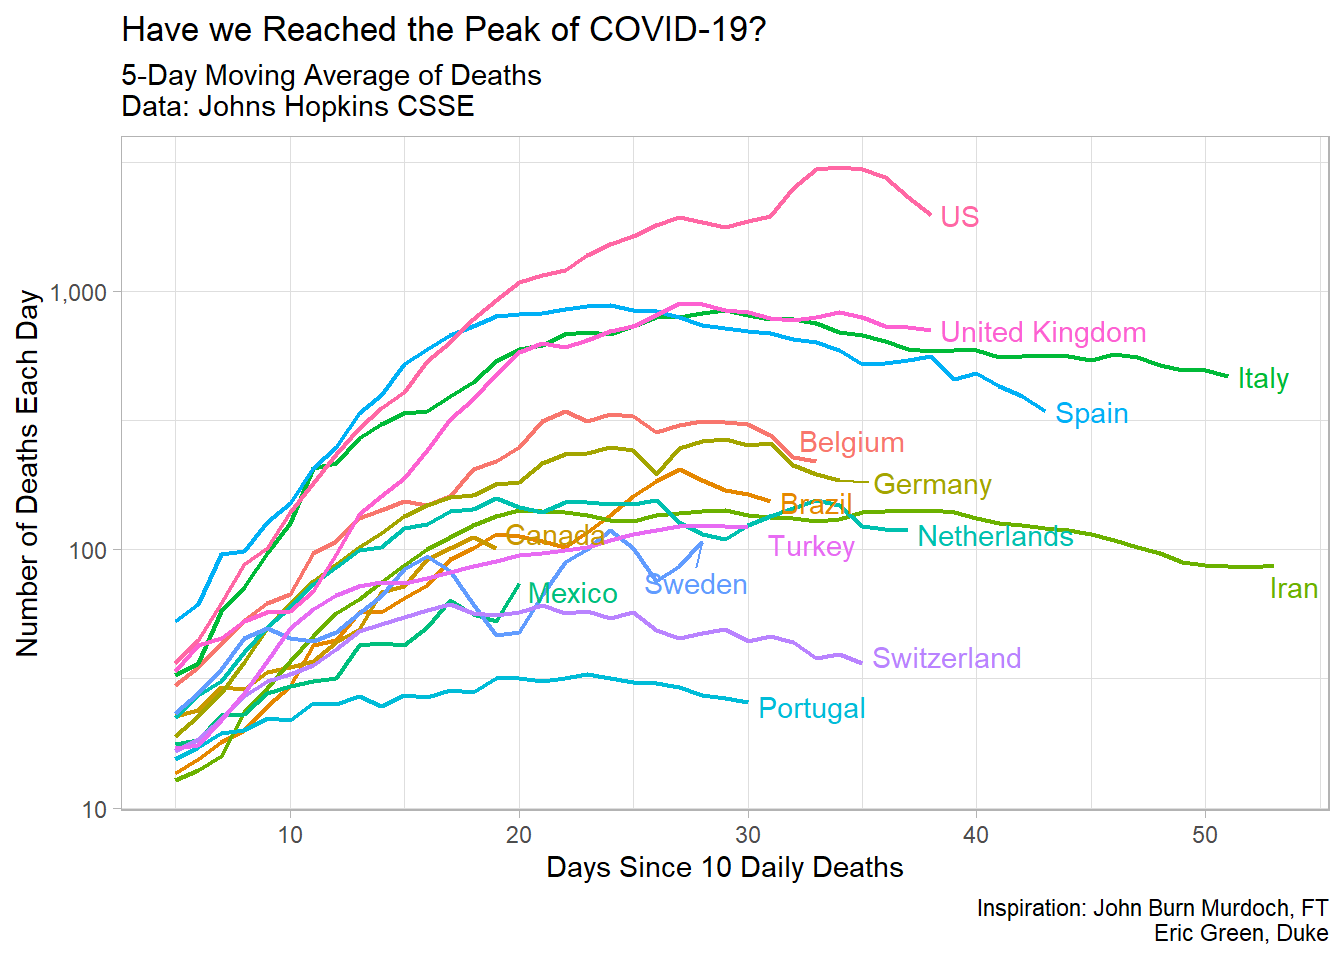 Have we Reached the Peak of COVID-19?
5-Day Moving Average of Deaths
Data: Johns Hopkins CSSE
Number of Deaths Each Day
1,000
100
10
US
United Kingdom
Italy
Spain
Belgium
Germany
Brazil
Canada
Netherlands
Turkey
Sweden
Mexico
Iran
Switzerland
Portugal
10
20
30
40
50
Days Since 10 Daily Deaths
Inspiration: John Burn Murdoch, FT
Eric Green, Duke